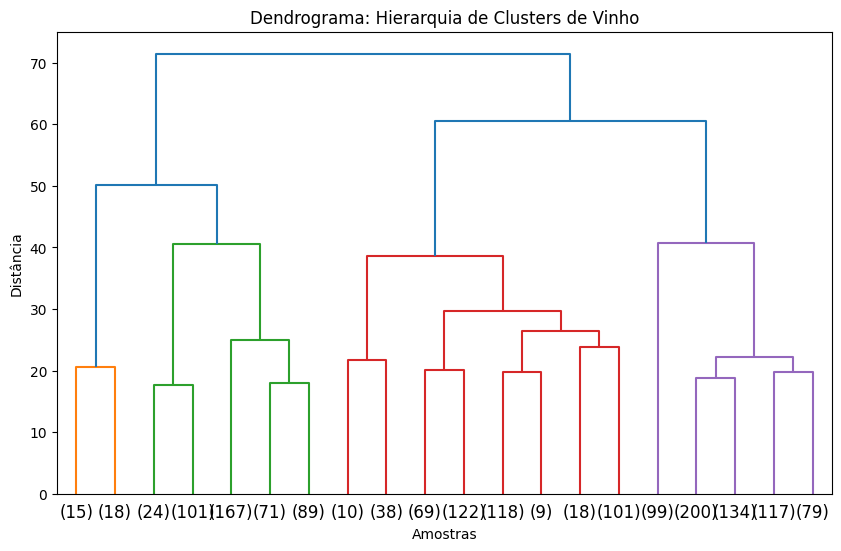 Dendrograma: Hierarquia de Clusters de Vinho
70
60
50
40
30
20
10
0
Distância
(15) (18) (24) (101) (167) (71) (89) (10) (38) (69) (122) (118) (9) (18) (101) (99) (200) (134) (117) (79)
Amostras